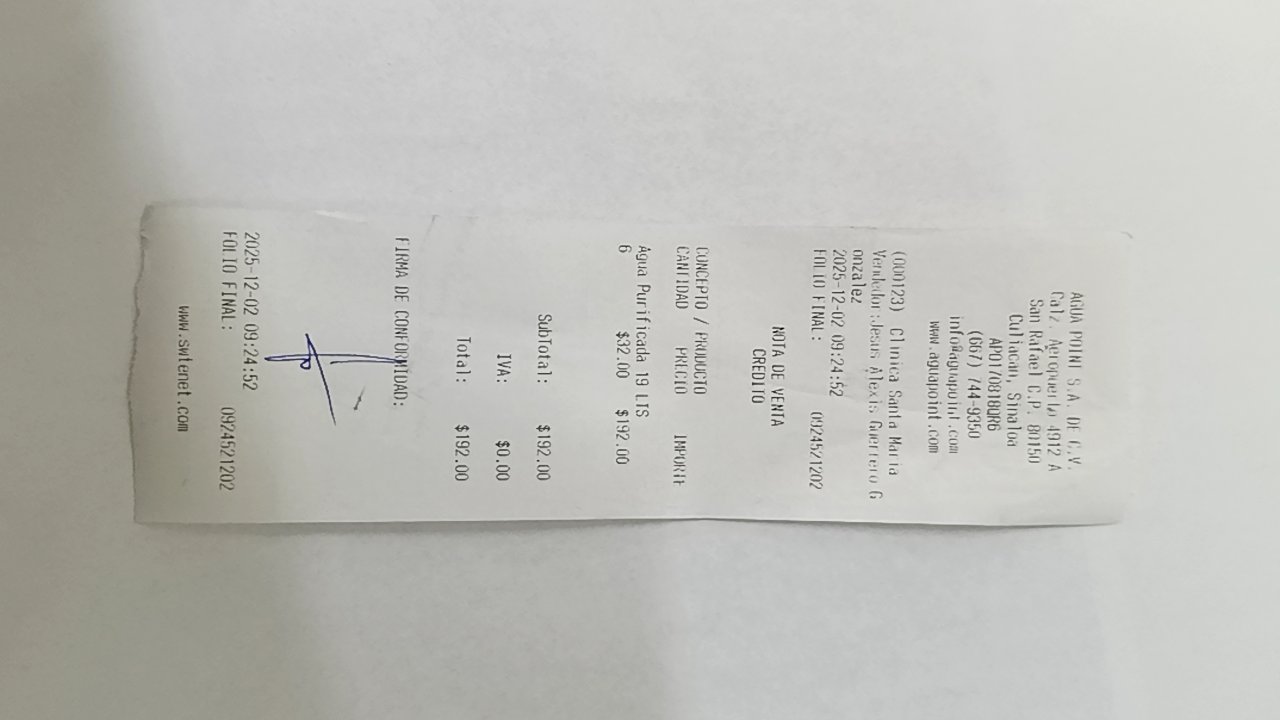 AGUA POINT S.A. DE C.V.
Calz. Aeropuerto 4912 A
San Rafael C.P. 80150
Culiacan, Sinaloa
APO170818QR6
(667) 744-9350
info@aguapoint.com
www.aguapoint.com
(000123) Clinica Santa Maria
Vendedor:Jesus Alexis Guerrero G
onzalez
2025-12-02 09:24:52
FOLIO FINAL: 0924521202
NOTA DE VENTA
CREDITO
CONCEPTO / PRODUCTO
CANTIDAD PRECIO IMPORTE
Agua Purificada 19 LTS
6 $32.00 $192.00
SubTotal: $192.00
IVA: $0.00
Total: $192.00
FIRMA DE CONFORMIDAD:
2025-12-02 09:24:52
FOLIO FINAL: 0924521202
www.swtenet.com